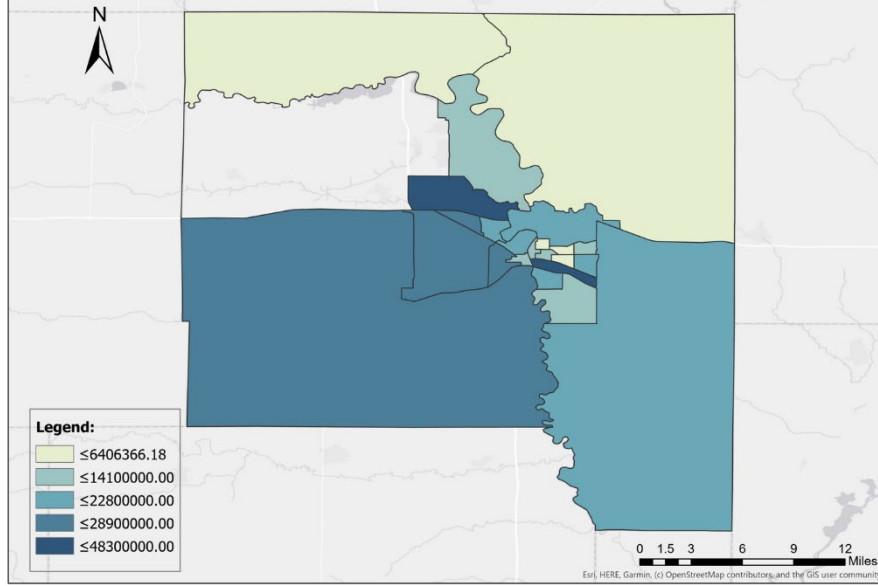 N
Legend:
≤6406366.18
≤14100000.00
≤22800000.00
≤28900000.00
≤48300000.00
0 1.5 3 6 9 12
Miles
Esri, HERE, Garmin, (c) OpenStreetMap contributors, and the GIS user community